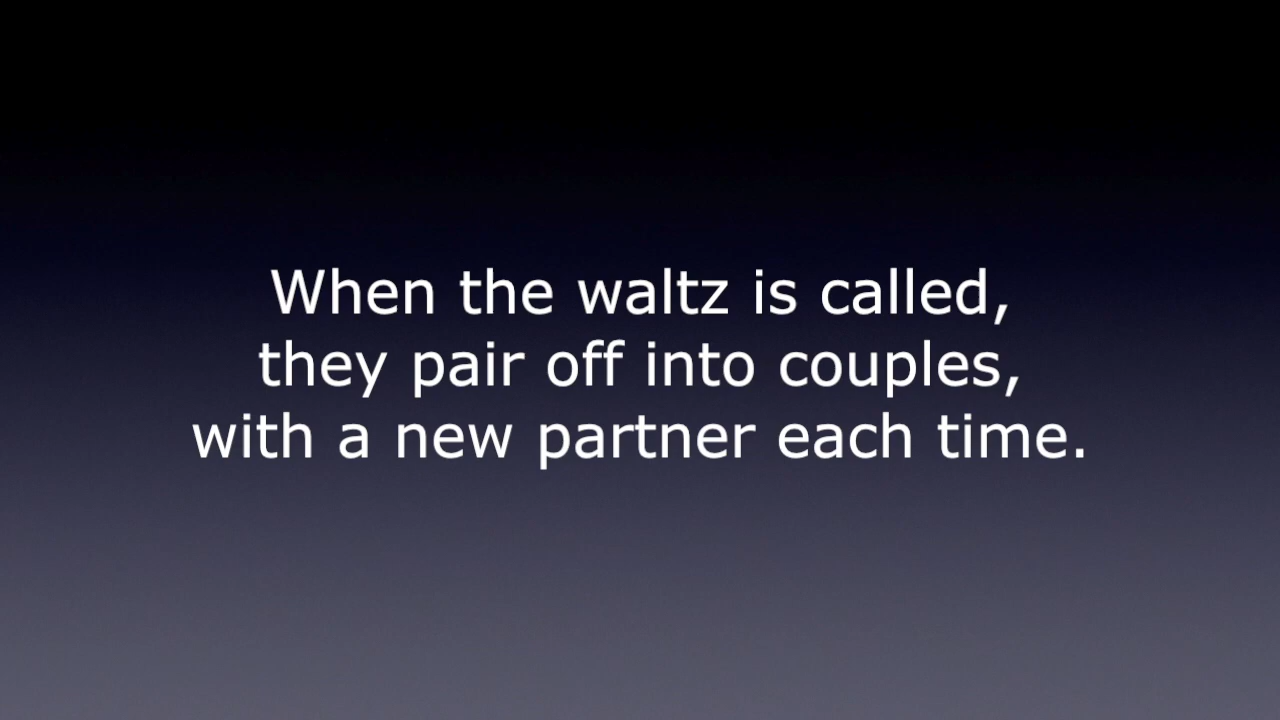 When the waltz is called,
they pair off into couples,
with a new partner each time.